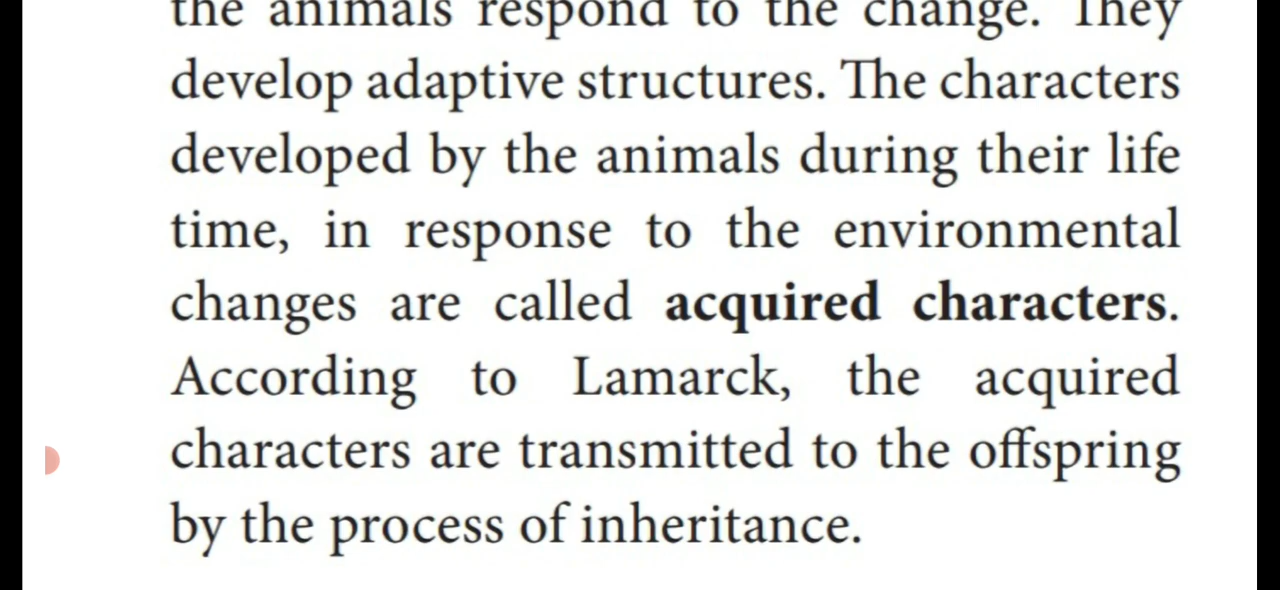 the animals respond to the change. They
develop adaptive structures. The characters
developed by the animals during their life
time, in response to the environmental
changes are called acquired characters.
According to Lamarck, the acquired
characters are transmitted to the offspring
by the process of inheritance.